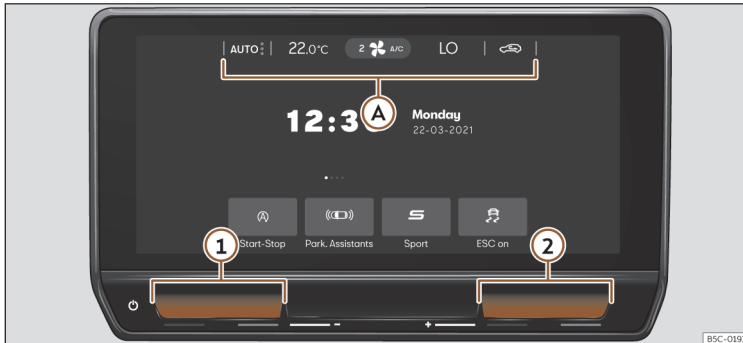 AUTO 22.0°C 2 A/C LO
A
12:3
Monday
22-03-2021
Start-Stop Park. Assistants Sport ESC on
1 2
- +
B5C-019